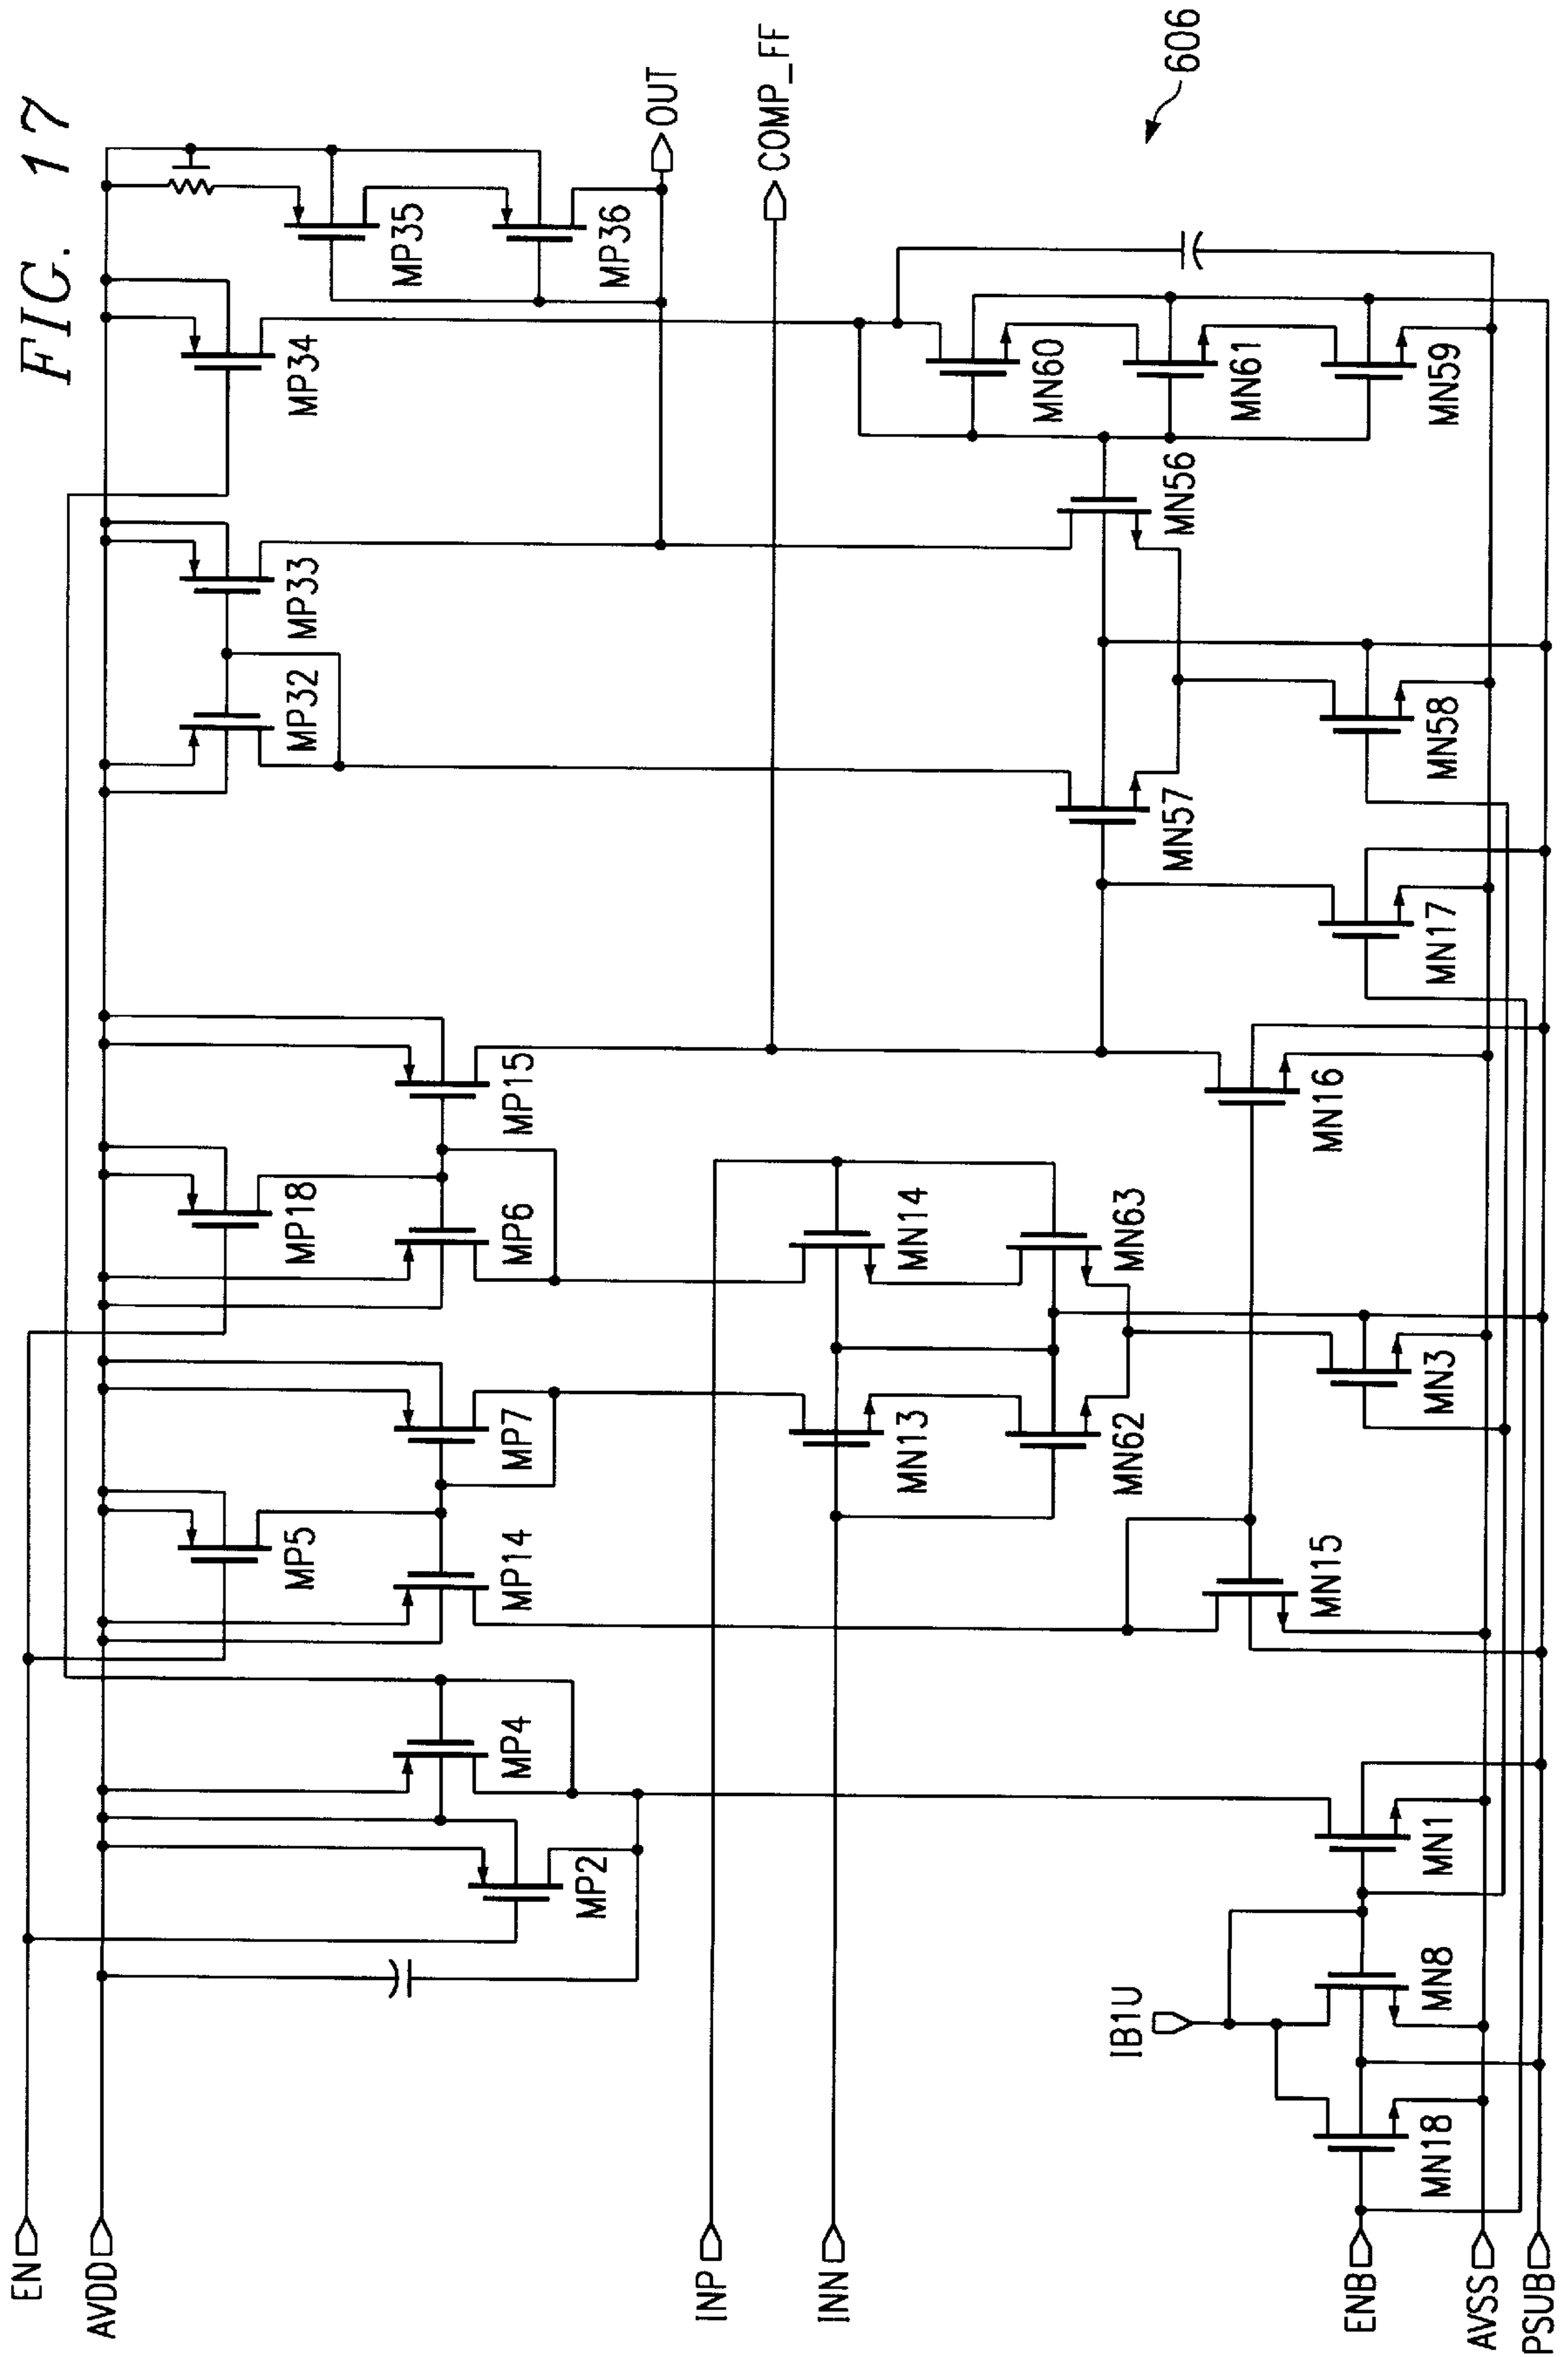 FIG. 17
EN
AVDD
INP
INN
ENB
AVSS
PSUB
IB1U
OUT
COMP_FF
606
MP2
MP4
MP5
MP14
MP7
MP18
MP6
MP15
MP32
MP33
MP34
MP35
MP36
MN13
MN14
MN62
MN63
MN57
MN56
MN60
MN61
MN59
MN18
MN8
MN1
MN15
MN3
MN16
MN17
MN58